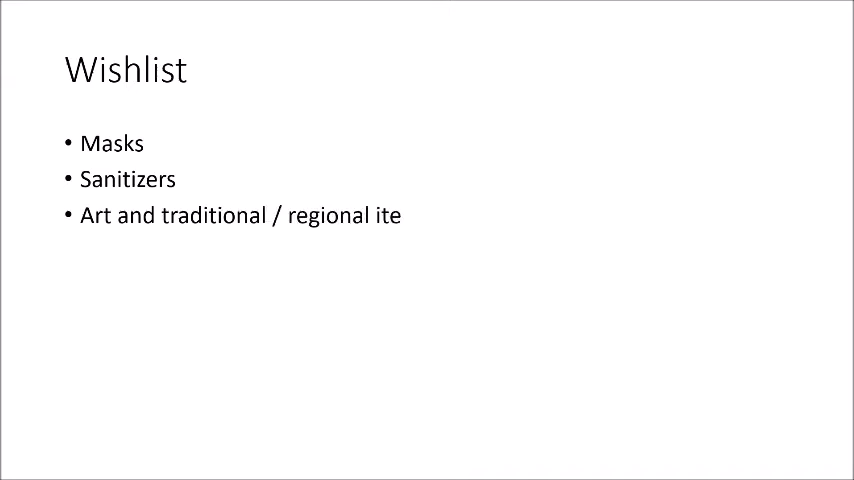 Wishlist
• Masks
• Sanitizers
• Art and traditional / regional ite